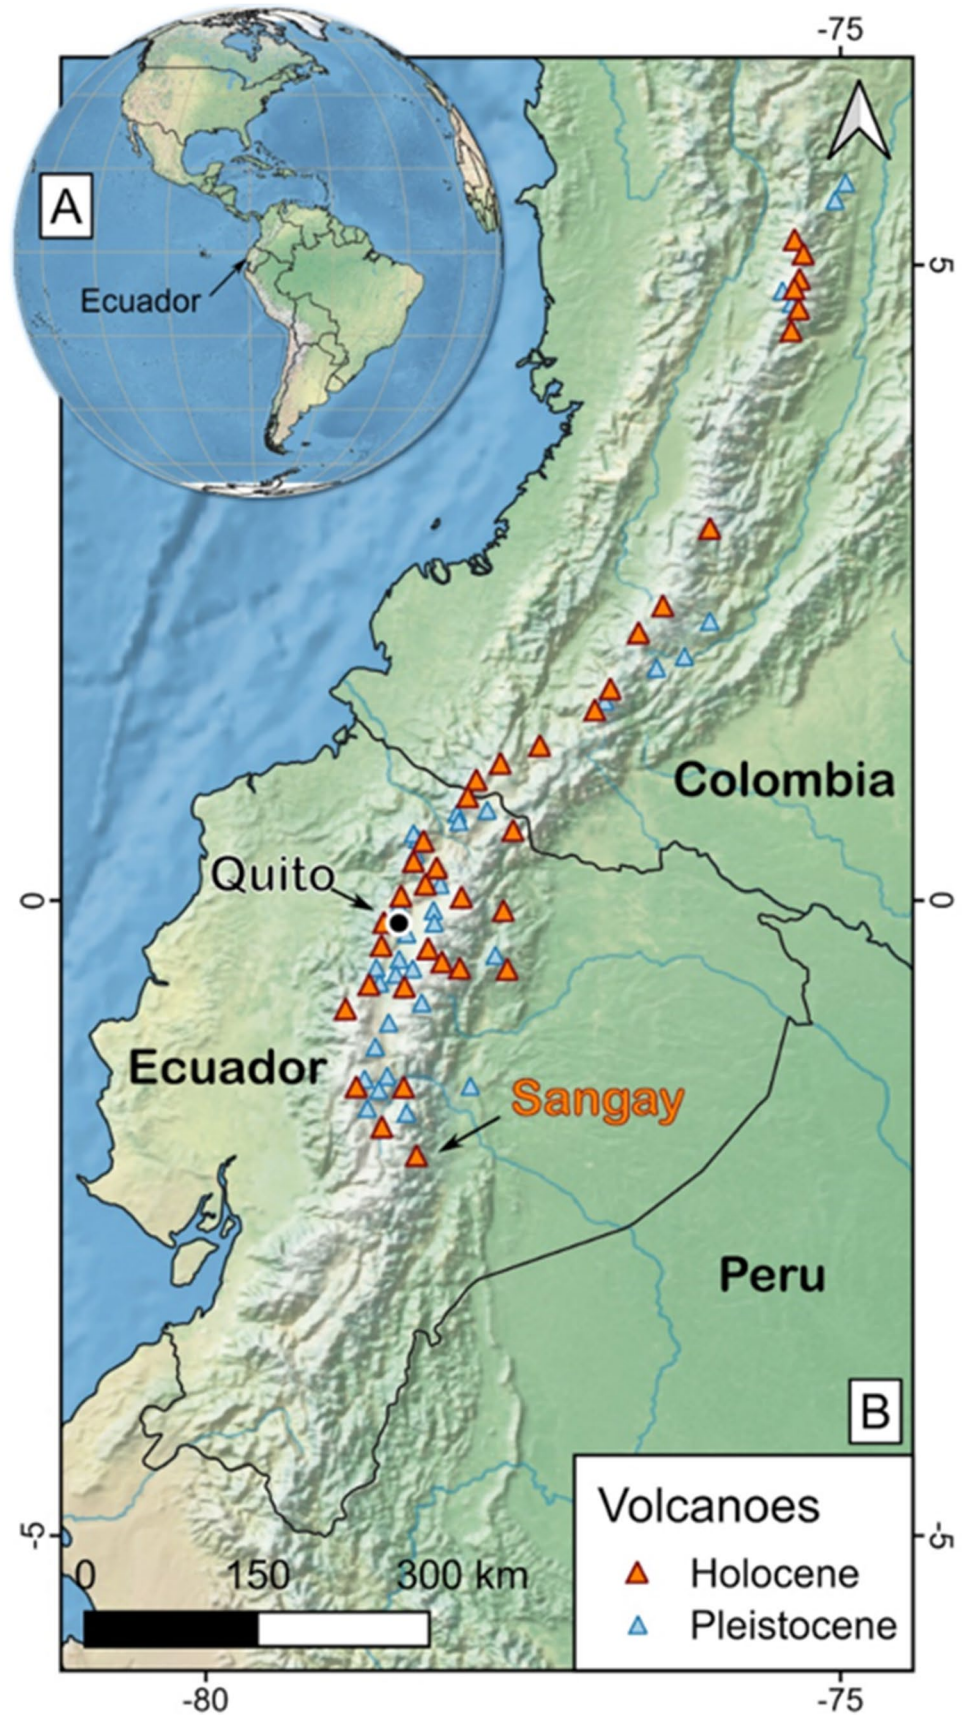 -75
A
Ecuador
5
Colombia
Quito
0
0
Ecuador
Sangay
Peru
B
-5
-5
Volcanoes
Holocene
Pleistocene
0 150 300 km
-80
-75